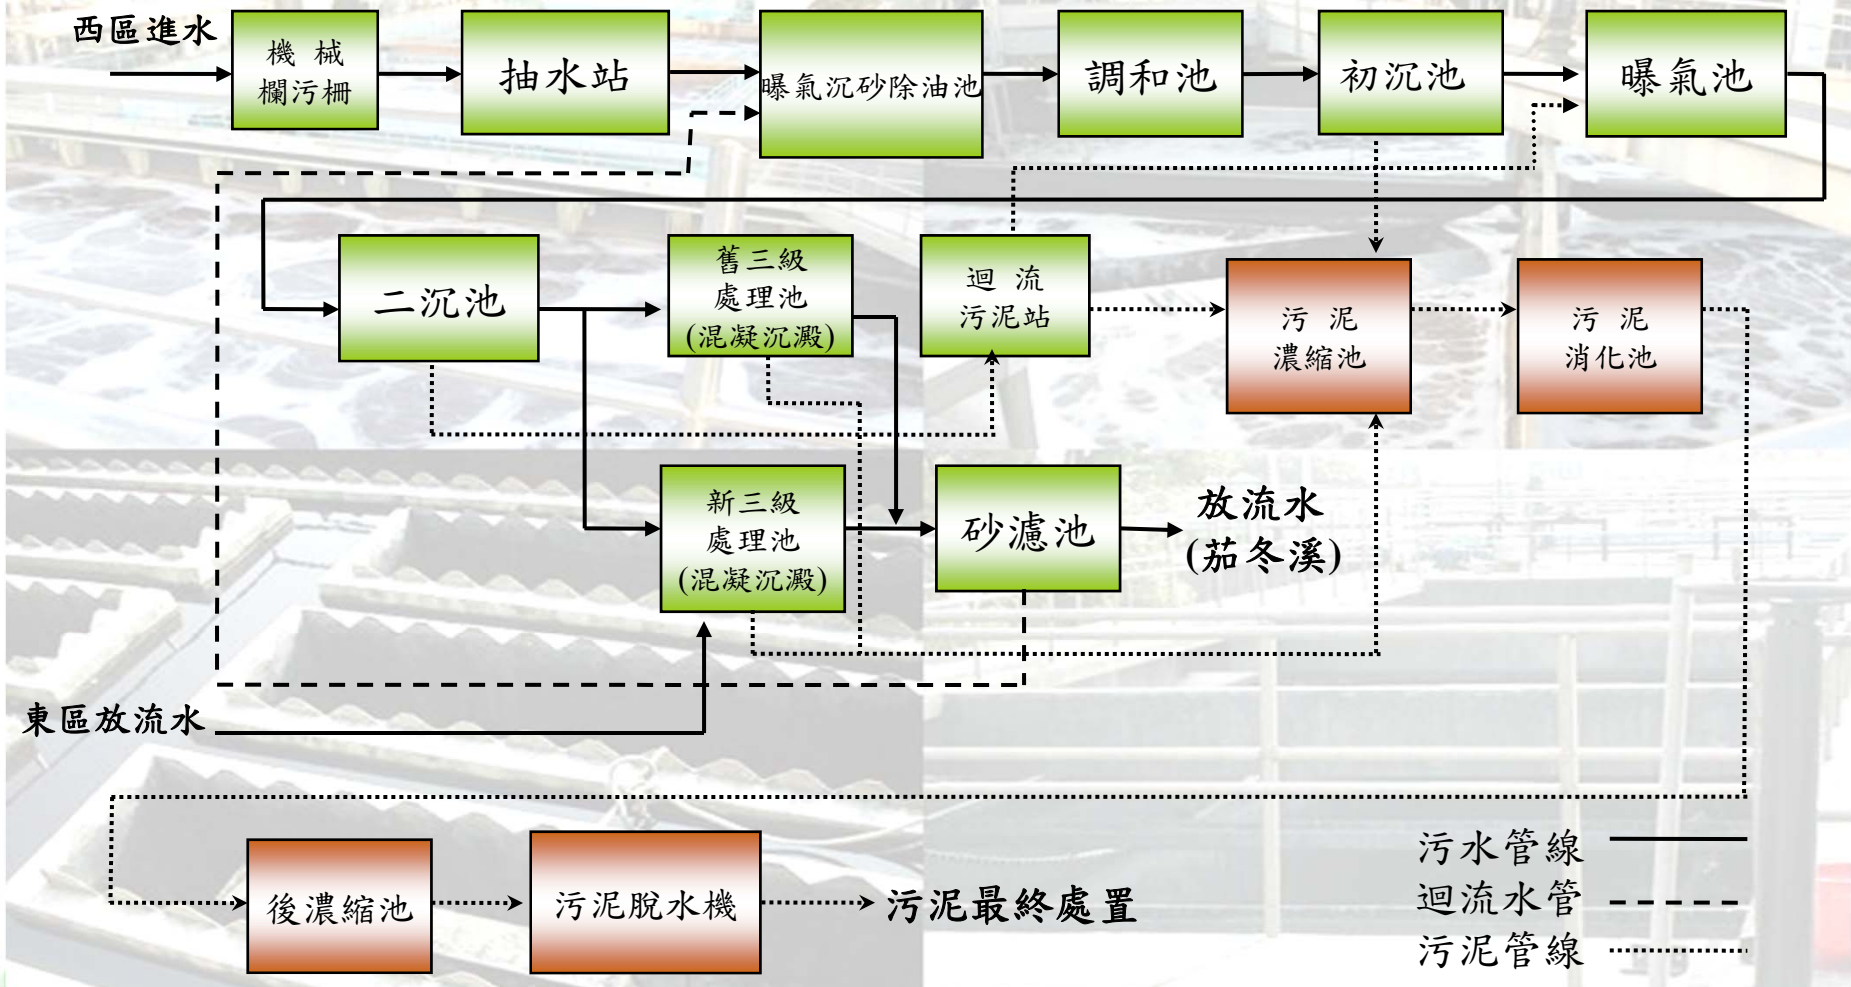 西區進水
機 械
欄污柵
抽水站
曝氣沉砂除油池
調和池
初沉池
曝氣池
二沉池
舊三級
處理池
(混凝沉澱)
迴 流
污泥站
污 泥
濃縮池
污 泥
消化池
新三級
處理池
(混凝沉澱)
砂濾池
放流水
(茄冬溪)
東區放流水
後濃縮池
污泥脫水機
污泥最終處置
污水管線
迴流水管
污泥管線